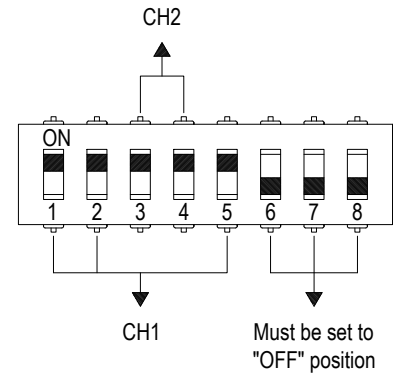 CH2
ON
1 2 3 4 5 6 7 8
CH1
Must be set to
"OFF" position